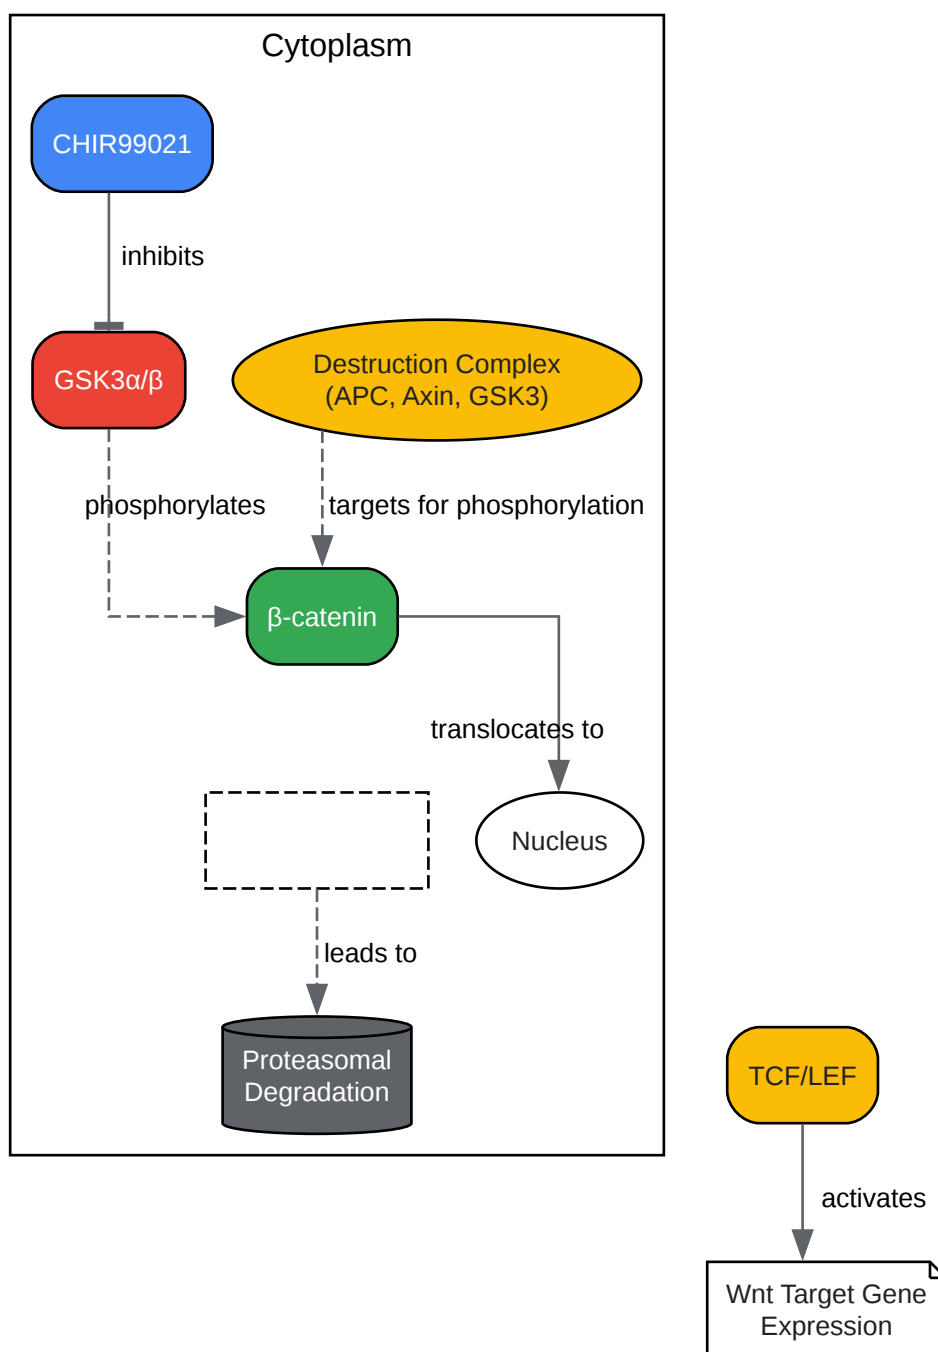 Cytoplasm
CHIR99021
inhibits
GSK3α/β
Destruction Complex
(APC, Axin, GSK3)
phosphorylates
targets for phosphorylation
β-catenin
translocates to
Nucleus
leads to
Proteasomal
Degradation
TCF/LEF
activates
Wnt Target Gene
Expression